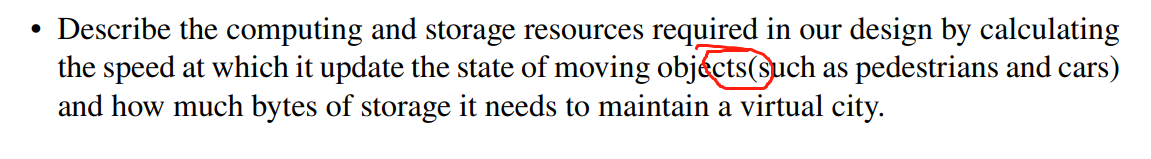 • Describe the computing and storage resources required in our design by calculating
the speed at which it update the state of moving objects(such as pedestrians and cars)
and how much bytes of storage it needs to maintain a virtual city.